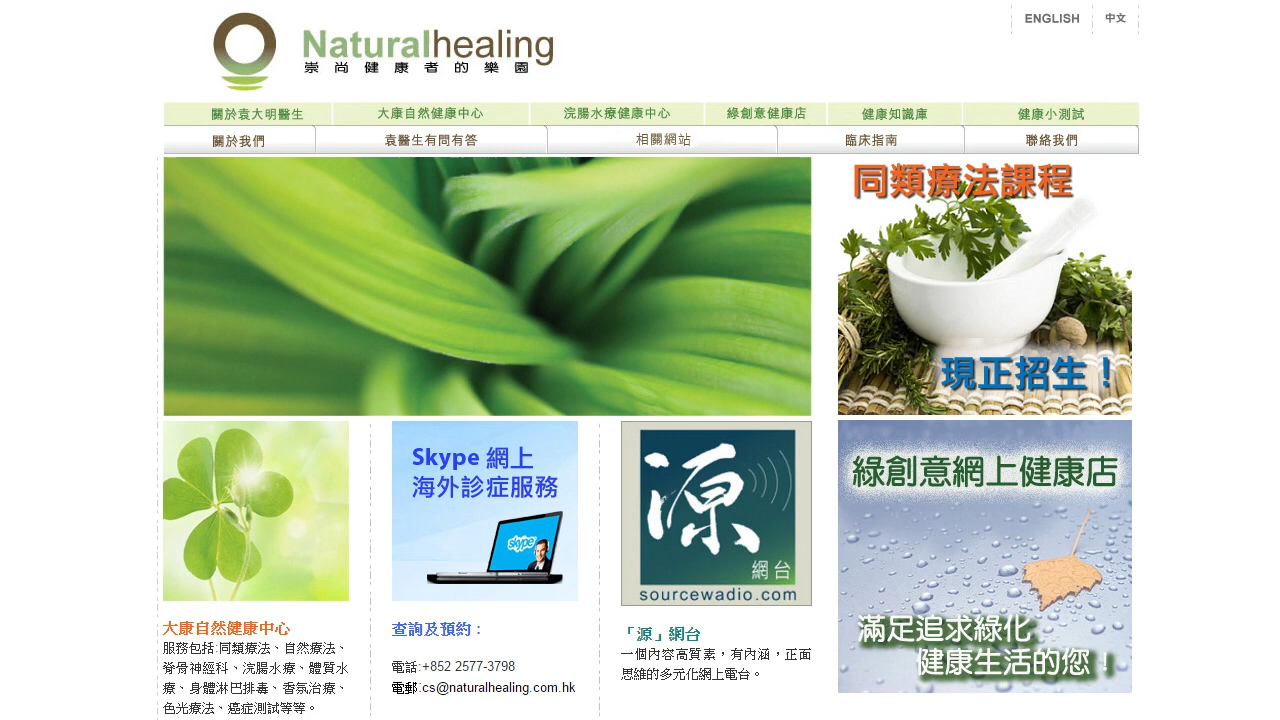 ENGLISH
中文
Naturalhealing
崇尚健康者的樂園
關於袁大明醫生
大康自然健康中心
浣腸水療健康中心
綠創意健康店
健康知識庫
健康小測試
關於我們
袁醫生有問有答
相關網站
臨床指南
聯絡我們
同類療法課程
現正招生！
Skype 網上
海外診症服務
skype
源
網台
sourcewadio.com
綠創意網上健康店
滿足追求綠化
健康生活的您！
大康自然健康中心
服務包括:同類療法、自然療法、
脊骨神經科、浣腸水療、體質水
療、身體淋巴排毒、香氛治療、
色光療法、癌症測試等等。
查詢及預約：
電話:+852 2577-3798
電郵:cs@naturalhealing.com.hk
「源」網台
一個內容高質素，有內涵，正面
思維的多元化網上電台。